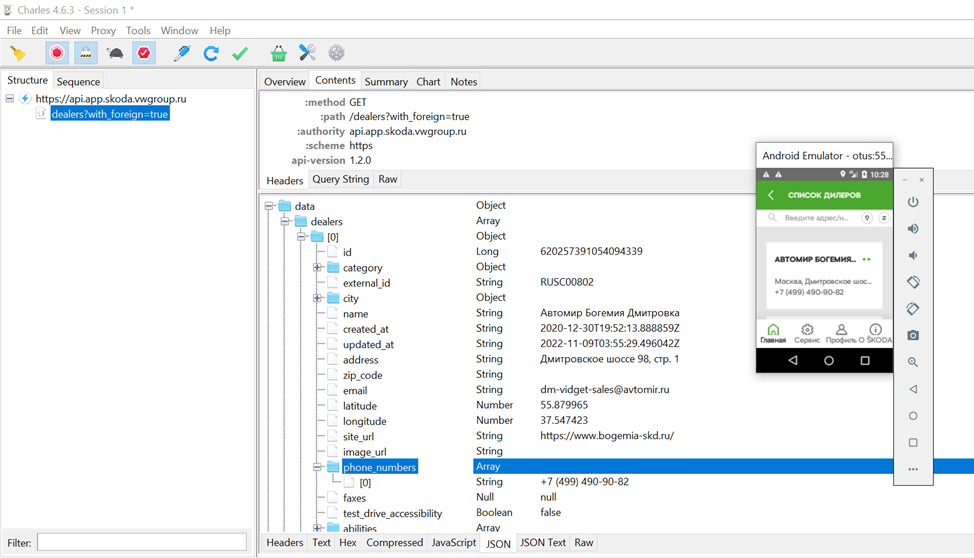 Charles 4.6.3 - Session 1 *
File Edit View Proxy Tools Window Help
Structure Sequence
https://api.app.skoda.vwgroup.ru
dealers?with_foreign=true
Filter:
Overview Contents Summary Chart Notes
:method GET
:path /dealers?with_foreign=true
:authority api.app.skoda.vwgroup.ru
:scheme https
api-version 1.2.0
Headers Query String Raw
data Object
dealers Array
[0] Object
id Long 620257391054094339
category Object
external_id String RUSC00802
city Object
name String Автомир Богемия Дмитровка
created_at String 2020-12-30T19:52:13.888859Z
updated_at String 2022-11-09T03:55:29.496042Z
address String Дмитровское шоссе 98, стр. 1
zip_code String
email String dm-vidget-sales@avtomir.ru
latitude Number 55.879965
longitude Number 37.547423
site_url String https://www.bogemia-skd.ru/
image_url String
phone_numbers Array
[0] String +7 (499) 490-90-82
faxes Null null
test_drive_accessibility Boolean false
abilities Array
Headers Text Hex Compressed JavaScript JSON JSON Text Raw
Android Emulator - otus:55...
10:28
СПИСОК ДИЛЕРОВ
Введите адрес/н...
АВТОМИР БОГЕМИЯ...
Москва, Дмитровское шос...
+7 (499) 490-90-82
Главная Сервис Профиль О ŠKODA